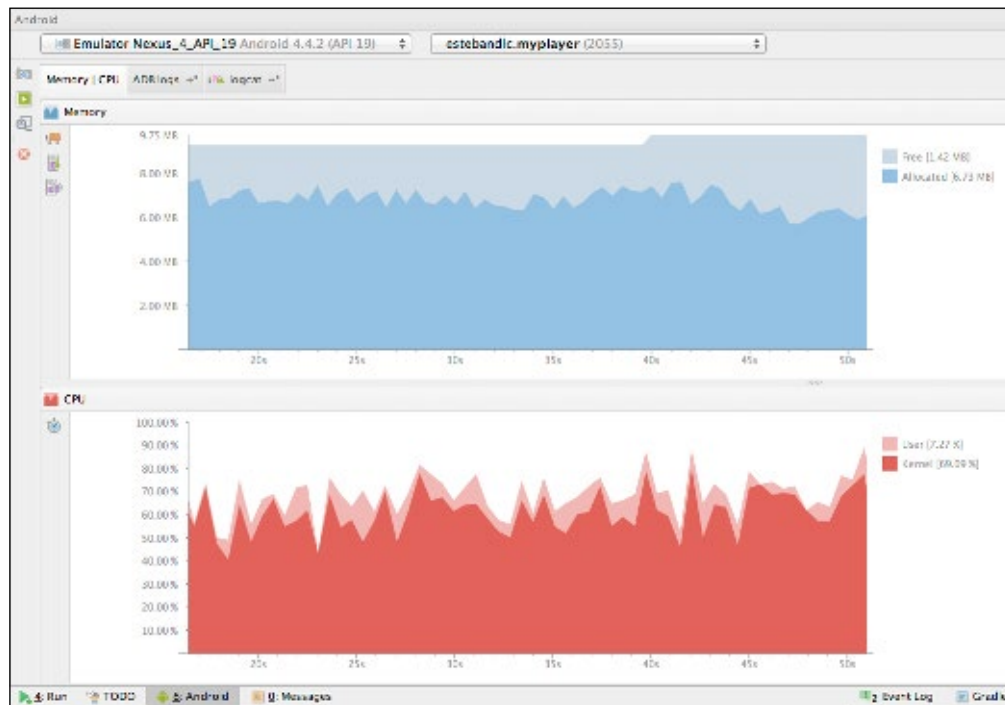 Android
Emulator Nexus_4_API_19 Android 4.4.2 (API 19)
estebandlc.myplayer (2055)
Memory | CPU
ADB logs
logcat
Memory
9.75 MB
8.00 MB
6.00 MB
4.00 MB
2.00 MB
Free [1.42 MB]
Allocated [6.73 MB]
20s 25s 30s 35s 40s 45s 50s
CPU
100.00 %
90.00 %
80.00 %
70.00 %
60.00 %
50.00 %
40.00 %
30.00 %
20.00 %
10.00 %
User [7.27 %]
Kernel [69.09 %]
20s 25s 30s 35s 40s 45s 50s
4: Run
TODO
6: Android
0: Messages
2 Event Log
Gradle